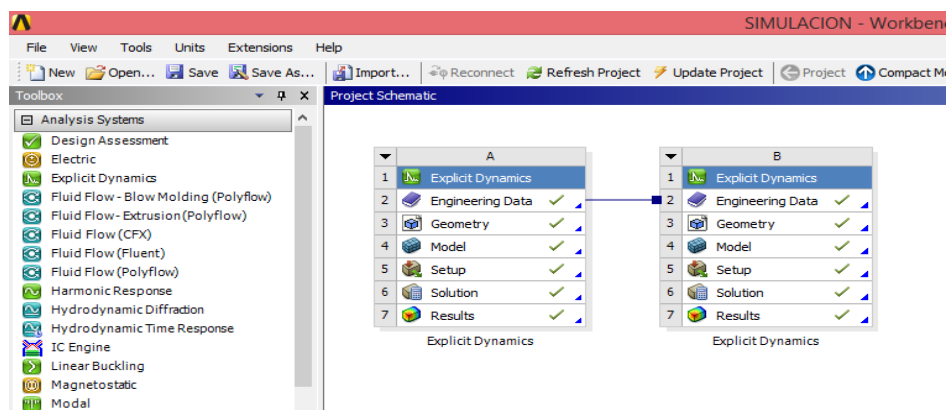 SIMULACION - Workben
File View Tools Units Extensions Help
New Open... Save Save As... Import... Reconnect Refresh Project Update Project Project Compact M
Toolbox
Project Schematic
Analysis Systems
Design Assessment
Electric
Explicit Dynamics
Fluid Flow - Blow Molding (Polyflow)
Fluid Flow - Extrusion (Polyflow)
Fluid Flow (CFX)
Fluid Flow (Fluent)
Fluid Flow (Polyflow)
Harmonic Response
Hydrodynamic Diffraction
Hydrodynamic Time Response
IC Engine
Linear Buckling
Magnetostatic
Modal
A
1 Explicit Dynamics
2 Engineering Data
3 Geometry
4 Model
5 Setup
6 Solution
7 Results
Explicit Dynamics
B
1 Explicit Dynamics
2 Engineering Data
3 Geometry
4 Model
5 Setup
6 Solution
7 Results
Explicit Dynamics